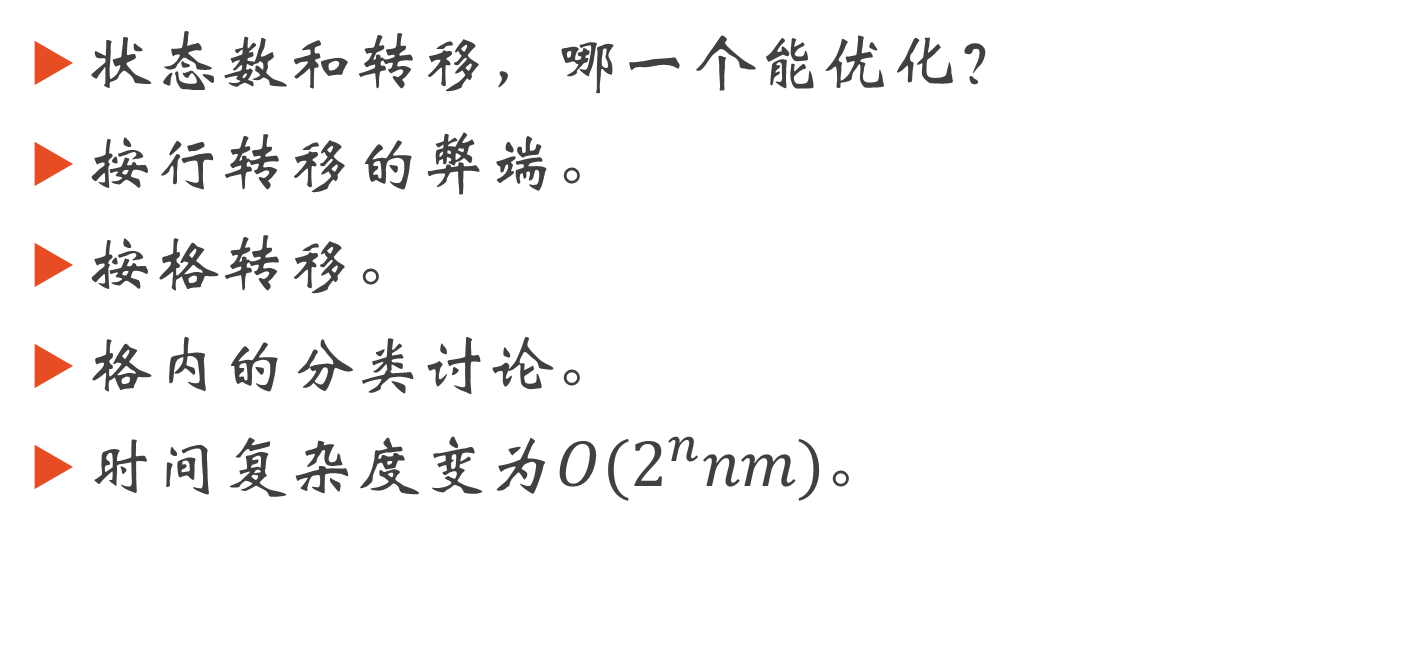 状态数和转移，哪一个能优化？
按行转移的弊端。
按格转移。
格内的分类讨论。
时间复杂度变为$O(2^n nm)$。